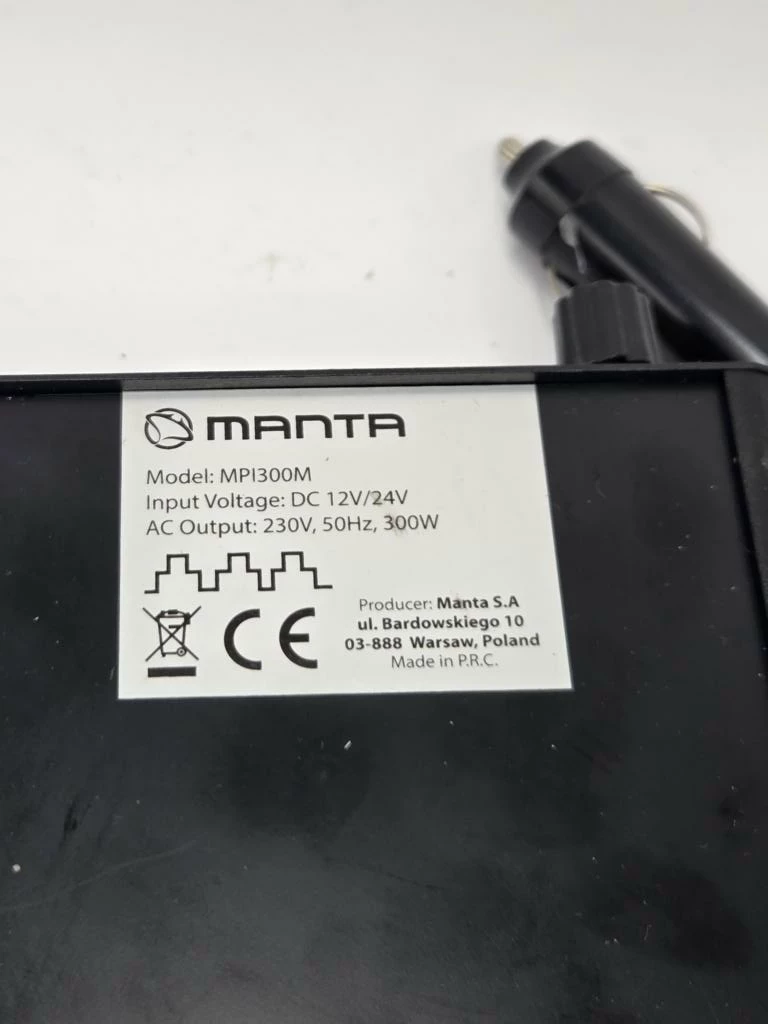 MANTA
Model: MPI300M
Input Voltage: DC 12V/24V
AC Output: 230V, 50Hz, 300W
CE
Producer: Manta S.A
ul. Bardowskiego 10
03-888 Warsaw, Poland
Made in P.R.C.